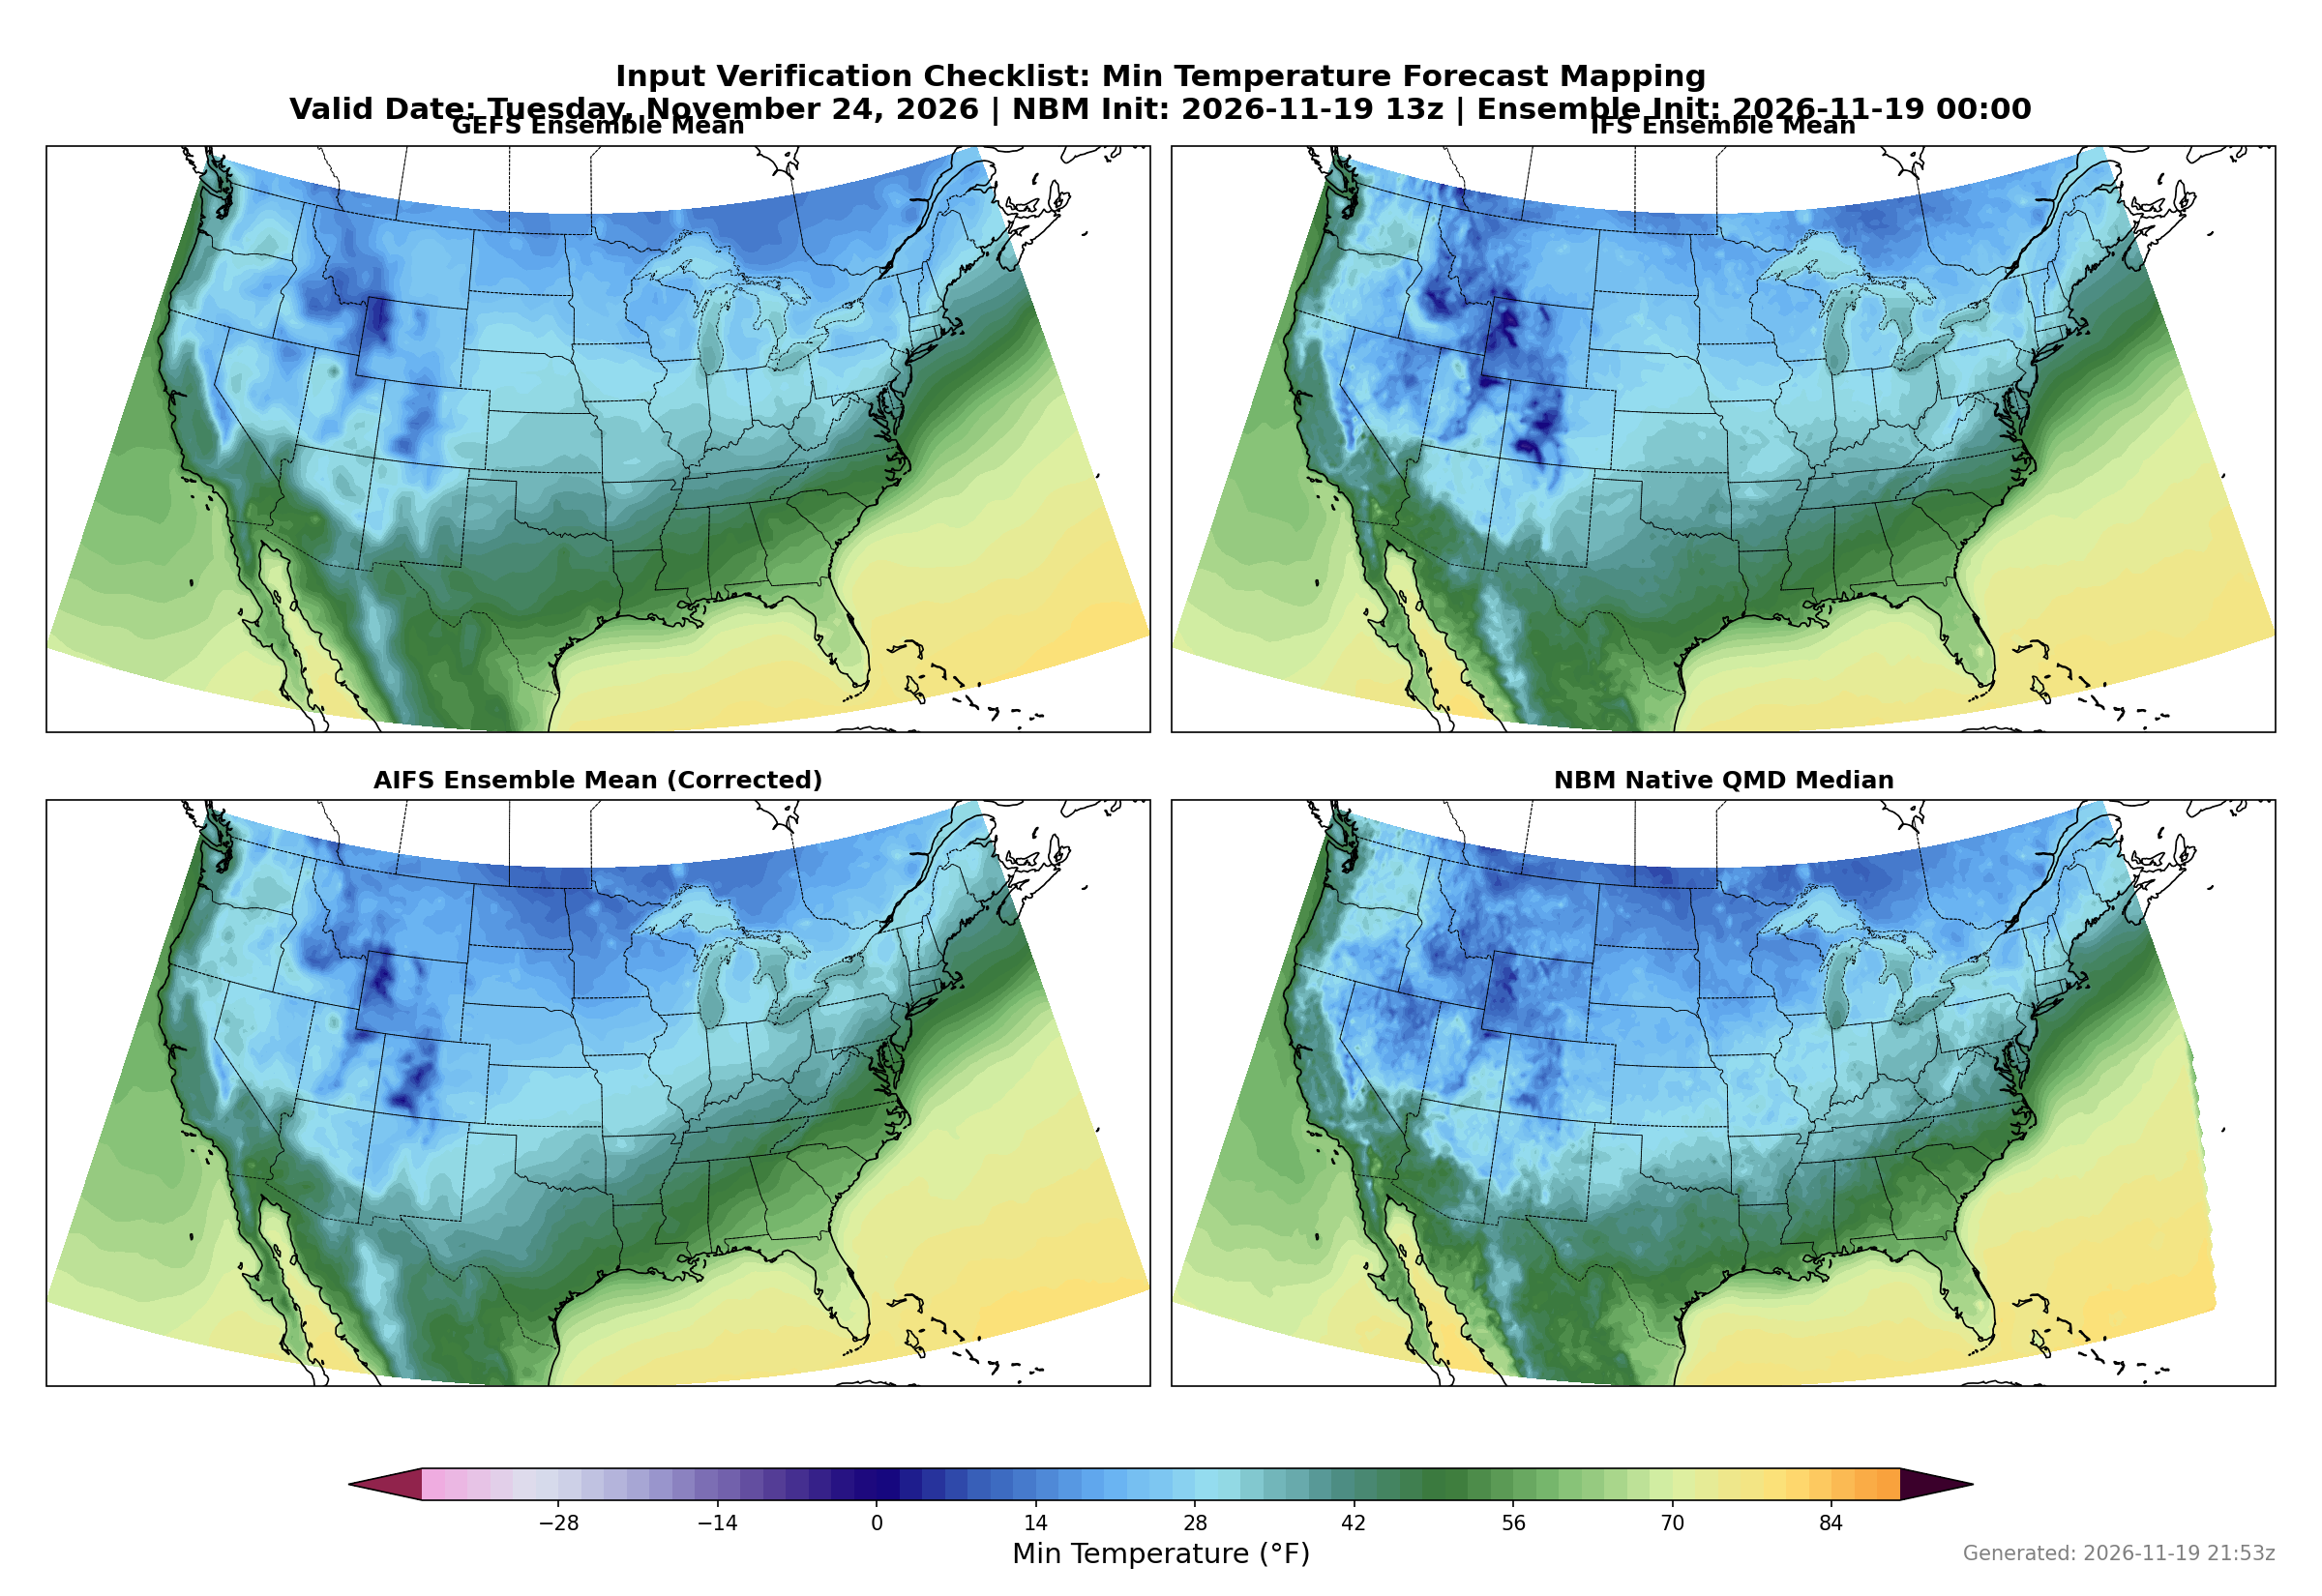 Input Verification Checklist: Min Temperature Forecast Mapping
Valid Date: Tuesday, November 24, 2026 | NBM Init: 2026-11-19 13z | Ensemble Init: 2026-11-19 00:00
GEFS Ensemble Mean
IFS Ensemble Mean
AIFS Ensemble Mean (Corrected)
NBM Native QMD Median
−28 −14 0 14 28 42 56 70 84
Min Temperature (°F)
Generated: 2026-11-19 21:53z